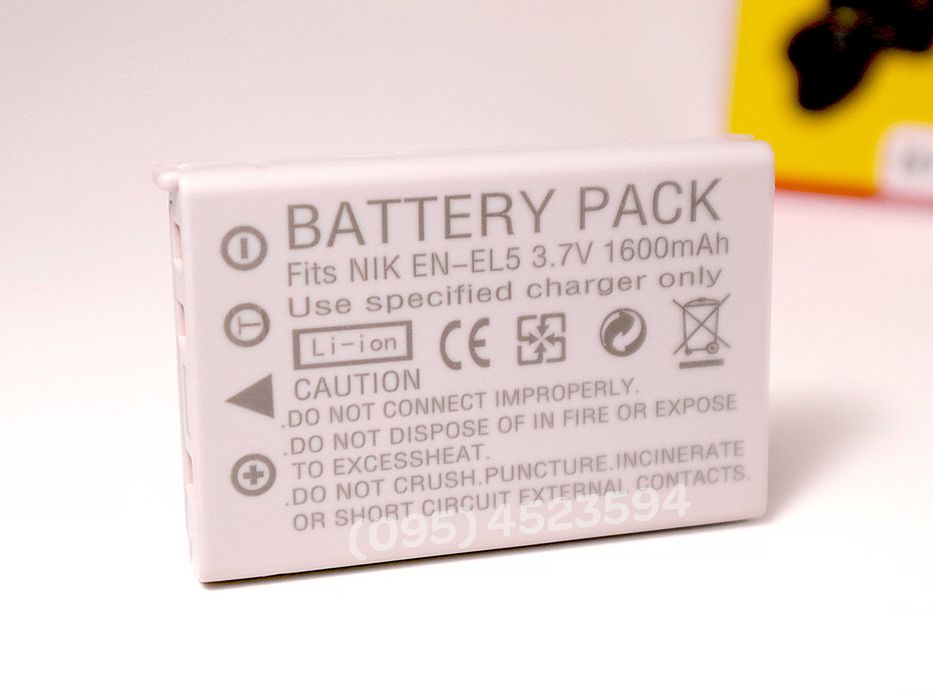 BATTERY PACK
Fits NIK EN-EL5 3.7V 1600mAh
Use specified charger only
Li-ion
CE
CAUTION
.DO NOT CONNECT IMPROPERLY.
.DO NOT DISPOSE OF IN FIRE OR EXPOSE
TO EXCESSHEAT.
.DO NOT CRUSH.PUNCTURE.INCINERATE
OR SHORT CIRCUIT EXTERNAL CONTACTS.
(095) 4523594
T